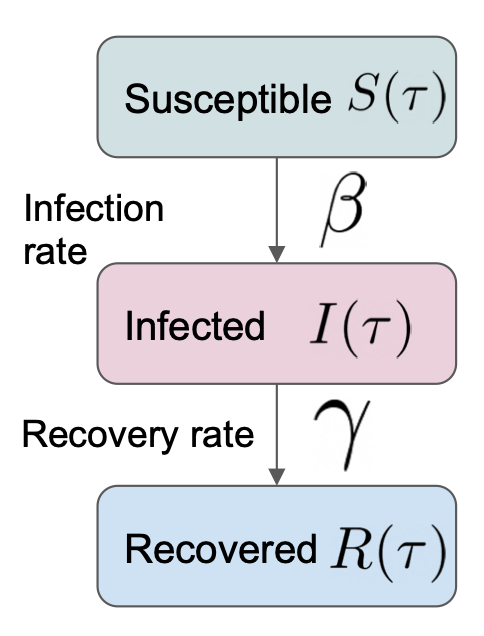 Susceptible S(τ)
Infection
rate
β
Infected I(τ)
Recovery rate γ
Recovered R(τ)